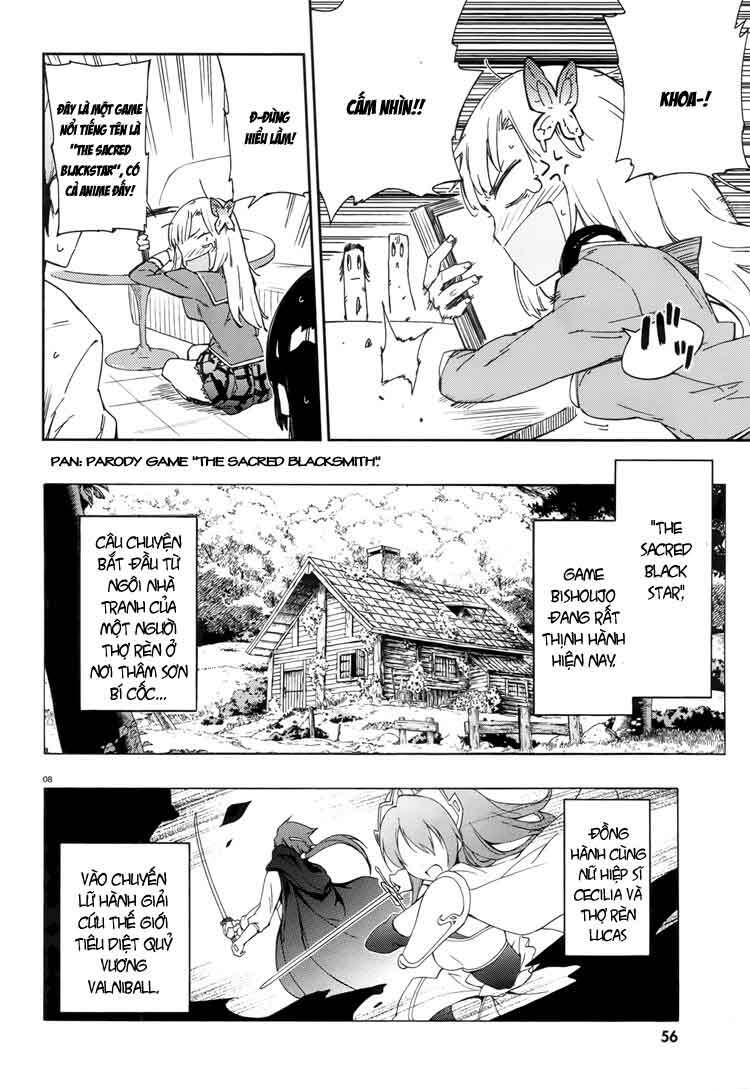 KHOA-!
CẤM NHÌN!!
Đ-ĐỪNG
HIỂU LẦM!
ĐÂY LÀ MỘT GAME
NỔI TIẾNG TÊN LÀ
"THE SACRED
BLACKSTAR", CÓ
CẢ ANIME ĐẤY!
PAN: PARODY GAME "THE SACRED BLACKSMITH".
"THE
SACRED
BLACK
STAR",
GAME
BISHOUJO
ĐANG RẤT
THỊNH HÀNH
HIỆN NAY.
CÂU CHUYỆN
BẮT ĐẦU TỪ
NGÔI NHÀ
TRANH CỦA
MỘT NGƯỜI
THỢ RÈN Ở
NƠI THÂM SƠN
BÍ CỐC...
08
ĐỒNG
HÀNH CÙNG
NỮ HIỆP SĨ
CECILIA VÀ
THỢ RÈN
LUCAS
VÀO CHUYẾN
LỮ HÀNH GIẢI
CỨU THẾ GIỚI
TIÊU DIỆT QUỶ
VƯƠNG
VALNIBALL.
56